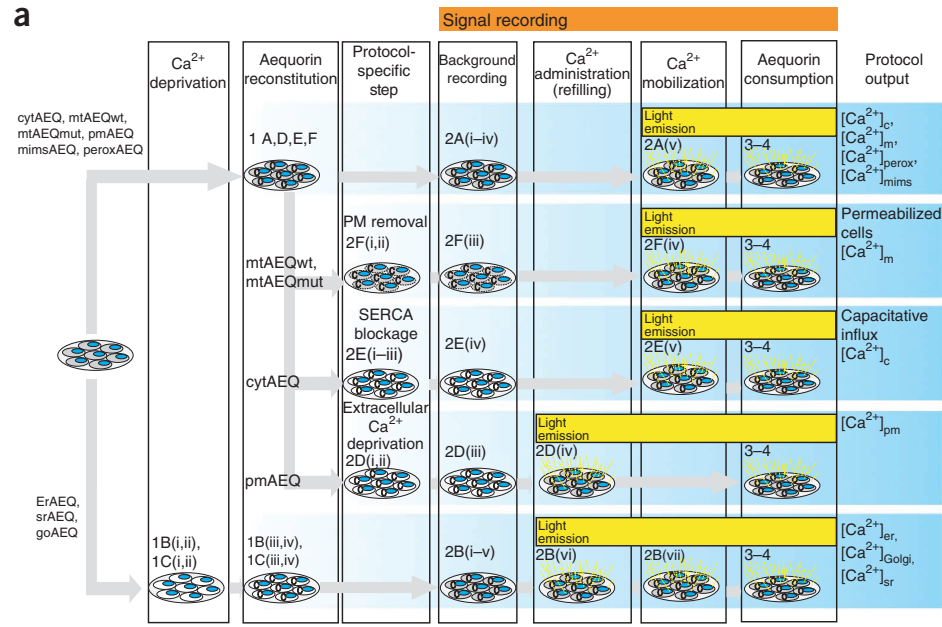 a
Signal recording
Ca2+
deprivation
Aequorin
reconstitution
Protocol-
specific
step
Background
recording
Ca2+
administration
(refilling)
Ca2+
mobilization
Aequorin
consumption
Protocol
output
cytAEQ, mtAEQwt,
mtAEQmut, pmAEQ
mimsAEQ, peroxAEQ
1 A,D,E,F
2A(i–iv)
Light
emission
2A(v)
3–4
[Ca2+]c,
[Ca2+]m,
[Ca2+]perox,
[Ca2+]mims
mtAEQwt,
mtAEQmut
PM removal
2F(i,ii)
2F(iii)
Light
emission
2F(iv)
3–4
Permeabilized
cells
[Ca2+]m
cytAEQ
SERCA
blockage
2E(i–iii)
2E(iv)
Light
emission
2E(v)
3–4
Capacitative
influx
[Ca2+]c
pmAEQ
Extracellular
Ca2+
deprivation
2D(i,ii)
2D(iii)
Light
emission
2D(iv)
3–4
[Ca2+]pm
ErAEQ,
srAEQ,
goAEQ
1B(i,ii),
1C(i,ii)
1B(iii,iv),
1C(iii,iv)
2B(i–v)
Light
emission
2B(vi)
2B(vii)
3–4
[Ca2+]er,
[Ca2+]Golgi,
[Ca2+]sr